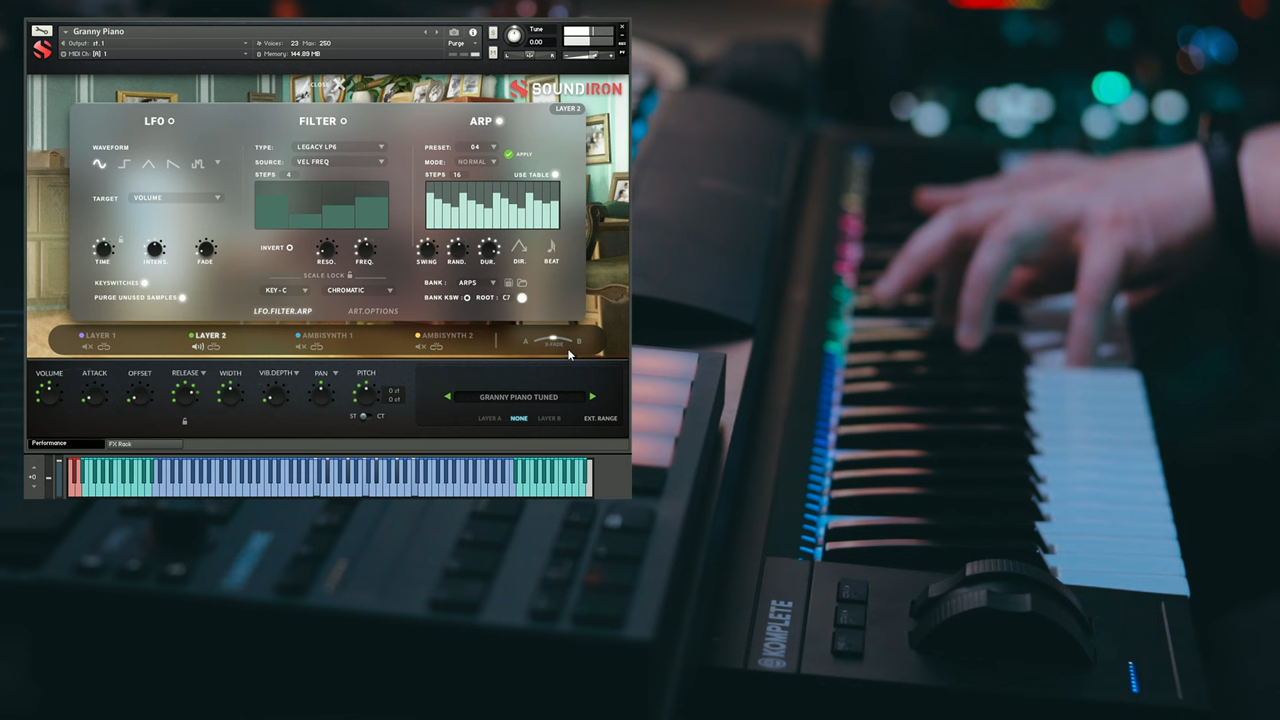 Granny Piano
Output: st.1
Voices: 23 Max: 250
Purge
MIDI Ch: [A] 1
Memory: 144.89 MB
S
M
Tune
0.00
L R
CLOSE X
SOUNDIRON
LAYER 2
LFO
FILTER
ARP
WAVEFORM
TARGET VOLUME
TIME INTENS. FADE
KEYSWITCHES
PURGE UNUSED SAMPLES
TYPE: LEGACY LP6
SOURCE: VEL FREQ
STEPS 4
INVERT
RESO. FREQ.
SCALE LOCK
KEY - C CHROMATIC
PRESET: 04
APPLY
MODE: NORMAL
STEPS 16 USE TABLE
SWING RAND. DUR. DIR. BEAT
BANK : ARPS
BANK KSW : ROOT : C7
LFO.FILTER.ARP ART.OPTIONS
LAYER 1 LAYER 2 AMBISYNTH 1 AMBISYNTH 2
A X-FADE B
VOLUME ATTACK OFFSET RELEASE WIDTH VIB.DEPTH PAN PITCH
0 st
0 st
ST CT
GRANNY PIANO TUNED
LAYER A NONE LAYER B EXT. RANGE
Performance FX Rack
+0
KOMPLETE